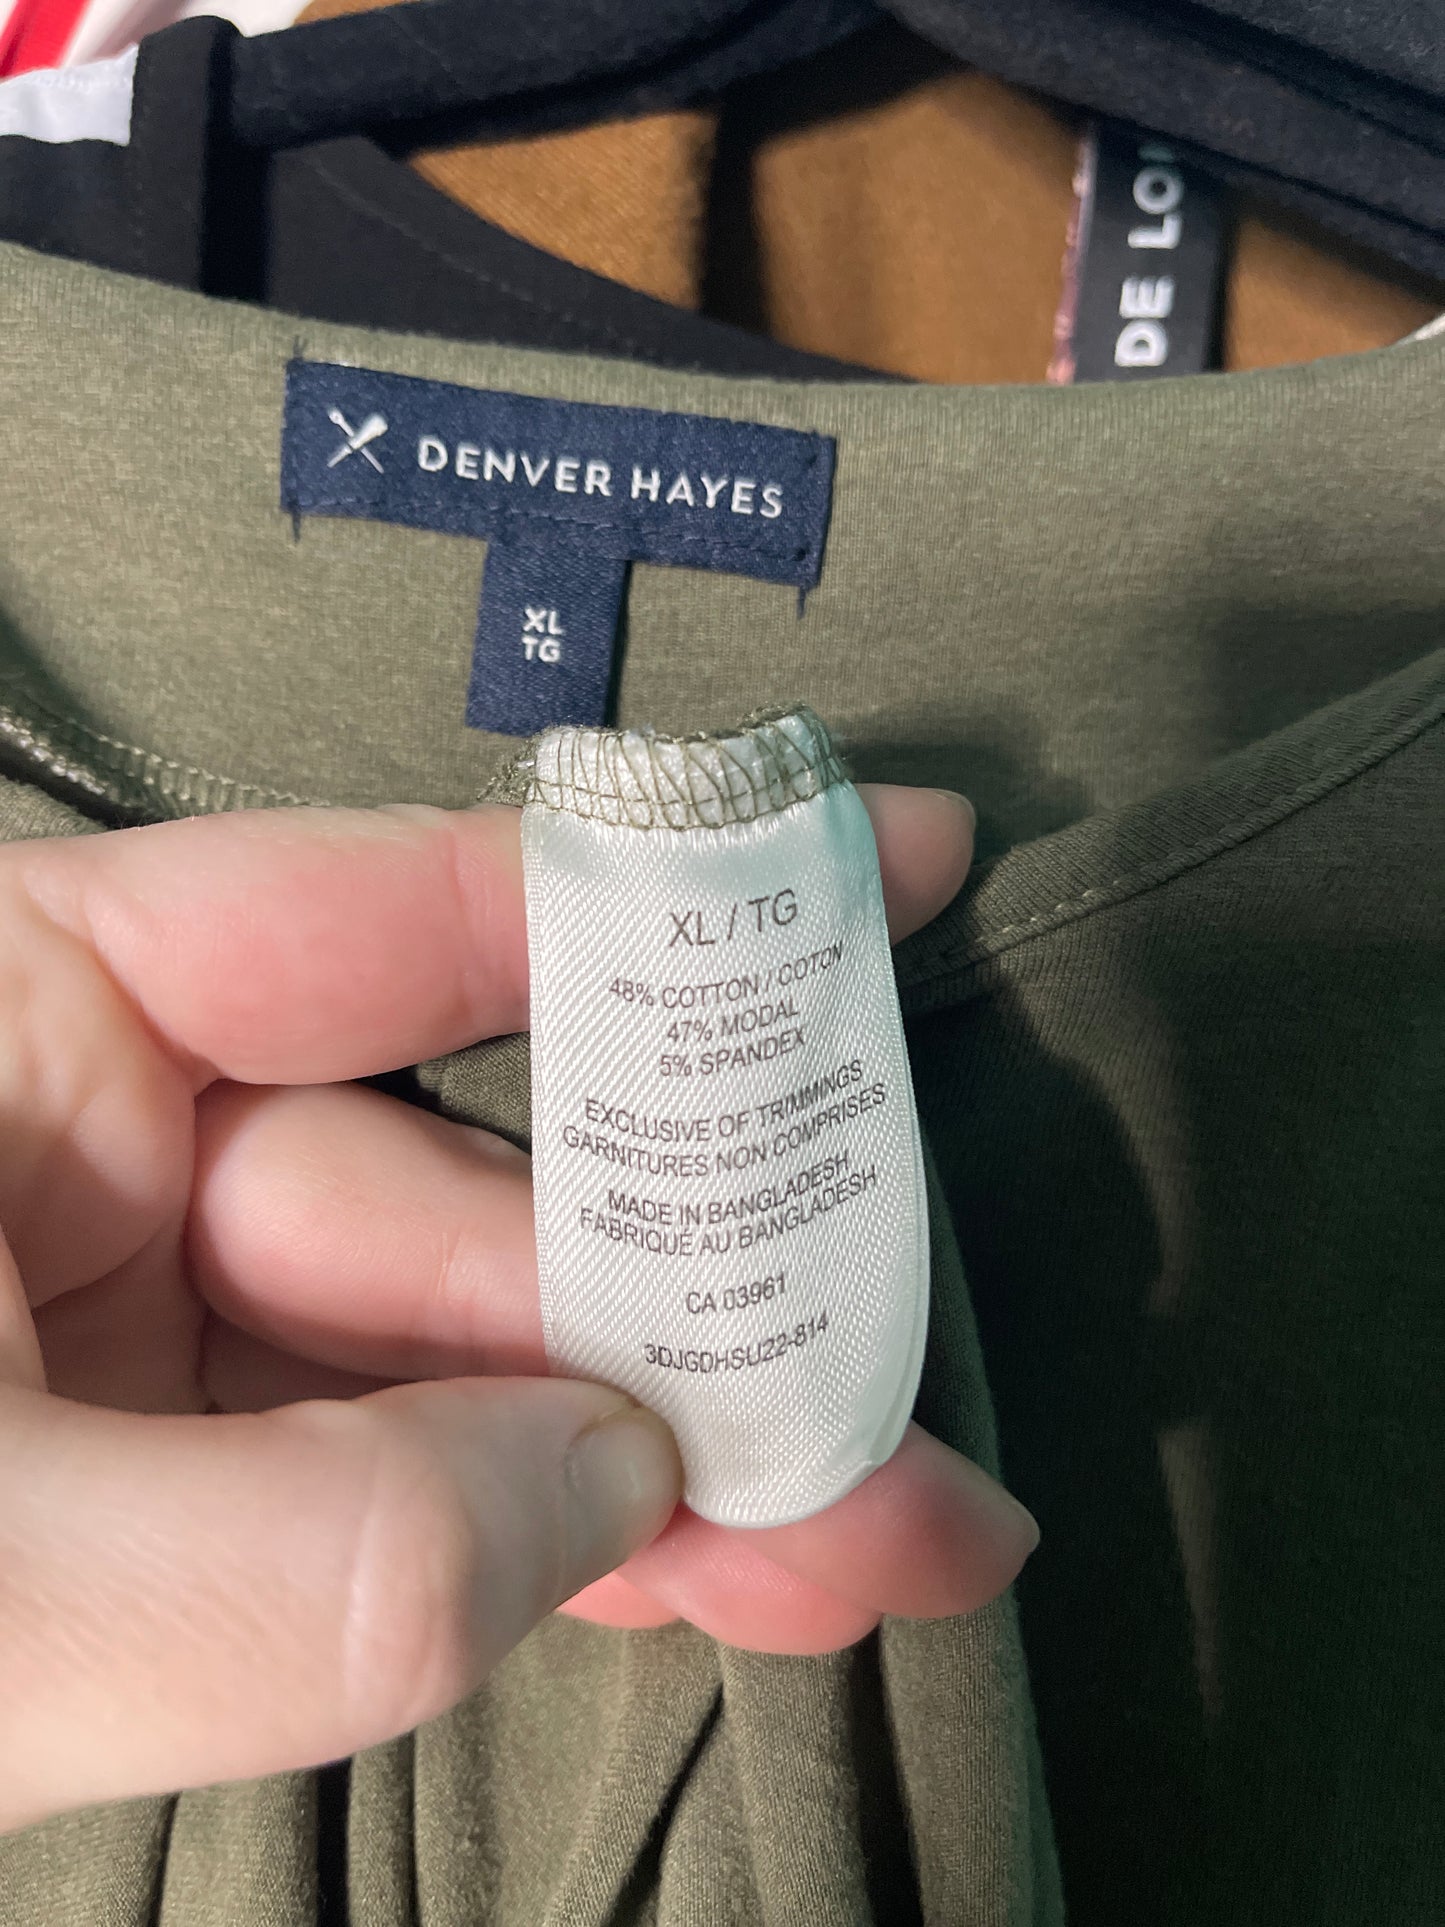 DE LO
DENVER HAYES
XL
TG
XL / TG
48% COTTON / COTON
47% MODAL
5% SPANDEX
EXCLUSIVE OF TRIMMINGS
GARNITURES NON COMPRISES
MADE IN BANGLADESH
FABRIQUÉ AU BANGLADESH
CA 03961
3DJGDHSU22-814